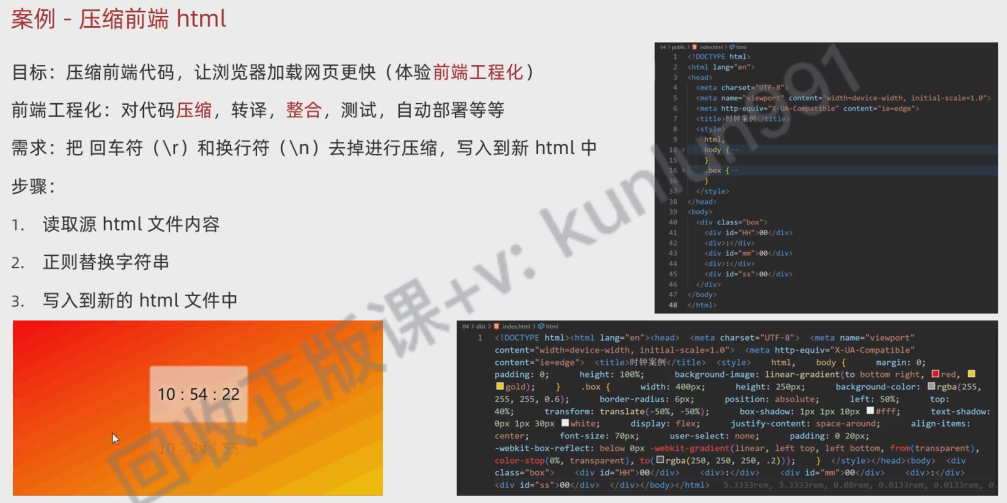 案例 - 压缩前端 html
目标：压缩前端代码，让浏览器加载网页更快（体验前端工程化）
前端工程化：对代码压缩，转译，整合，测试，自动部署等等
需求：把 回车符（\r）和换行符（\n）去掉进行压缩，写入到新 html 中
步骤：
1. 读取源 html 文件内容
2. 正则替换字符串
3. 写入到新的 html 文件中
04 > public > index.html > html
1 <!DOCTYPE html>
2 <html lang="en">
3 <head>
4 <meta charset="UTF-8">
5 <meta name="viewport" content="width=device-width, initial-scale=1.0">
6 <meta http-equiv="X-UA-Compatible" content="ie=edge">
7 <title>时钟案例</title>
8 <style>
9 html,
10 body {
15 }
16 .box {
36 }
37 </style>
38 </head>
39 <body>
40 <div class="box">
41 <div id="HH">00</div>
42 <div>:</div>
43 <div id="mm">00</div>
44 <div>:</div>
45 <div id="ss">00</div>
46 </div>
47 </body>
48 </html>
10 : 54 : 22
04 > dist > index.html > html
1 <!DOCTYPE html><html lang="en"><head> <meta charset="UTF-8"> <meta name="viewport"
content="width=device-width, initial-scale=1.0"> <meta http-equiv="X-UA-Compatible"
content="ie=edge"> <title>时钟案例</title> <style> html, body { margin: 0;
padding: 0; height: 100%; background-image: linear-gradient(to bottom right, red,
gold); } .box { width: 400px; height: 250px; background-color: rgba(255,
255, 255, 0.6); border-radius: 6px; position: absolute; left: 50%; top:
40%; transform: translate(-50%, -50%); box-shadow: 1px 1px 10px #fff; text-shadow:
0px 1px 30px white; display: flex; justify-content: space-around; align-items:
center; font-size: 70px; user-select: none; padding: 0 20px;
-webkit-box-reflect: below 0px -webkit-gradient(linear, left top, left bottom, from(transparent),
color-stop(0%, transparent), to(rgba(250, 250, 250, .2))); } </style></head><body> <div
class="box"> <div id="HH">00</div> <div>:</div> <div id="mm">00</div> <div>:</div>
<div id="ss">00</div> </div></body></html> 5.3333rem, 3.3333rem, 0.08rem, 0.0133rem, 0.0133rem, 0.
回收正版课+v: kunlun991